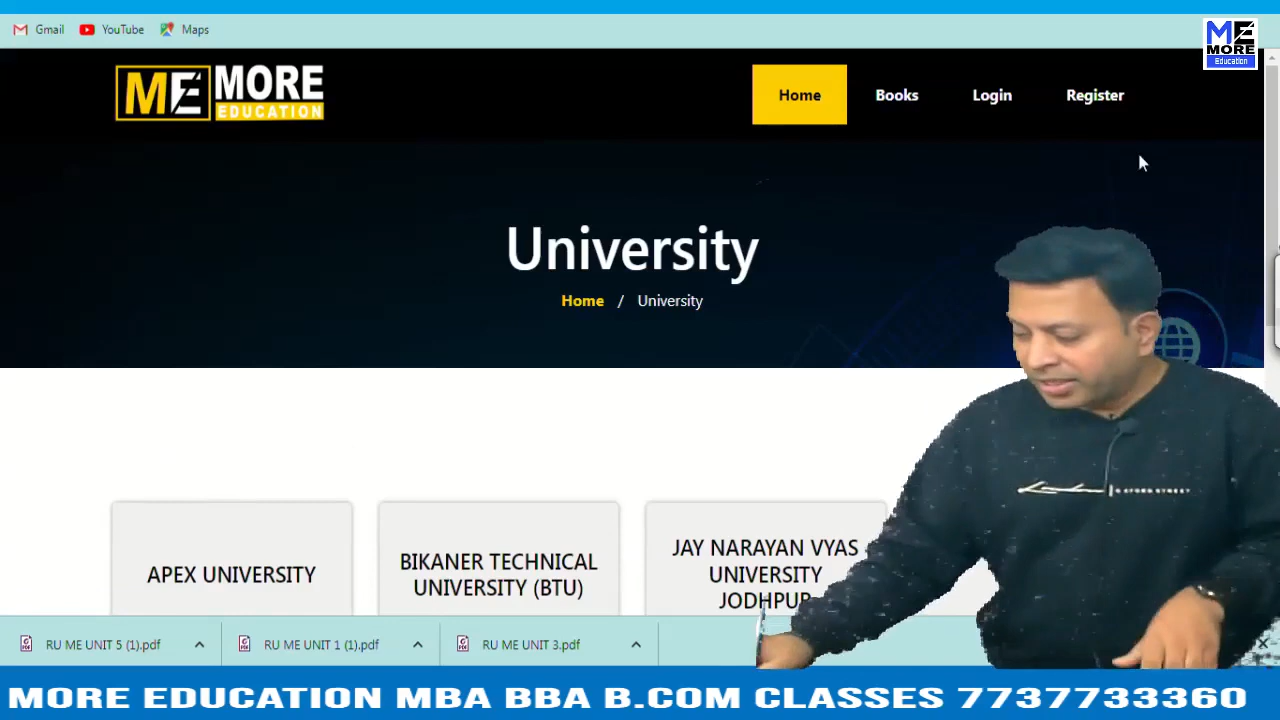 Gmail YouTube Maps
ME MORE EDUCATION
Home Books Login Register
ME
MORE
Education
University
Home / University
APEX UNIVERSITY
BIKANER TECHNICAL
UNIVERSITY (BTU)
JAY NARAYAN VYAS
UNIVERSITY
JODHPUR
RU ME UNIT 5 (1).pdf
RU ME UNIT 1 (1).pdf
RU ME UNIT 3.pdf
MORE EDUCATION MBA BBA B.COM CLASSES 7737733360